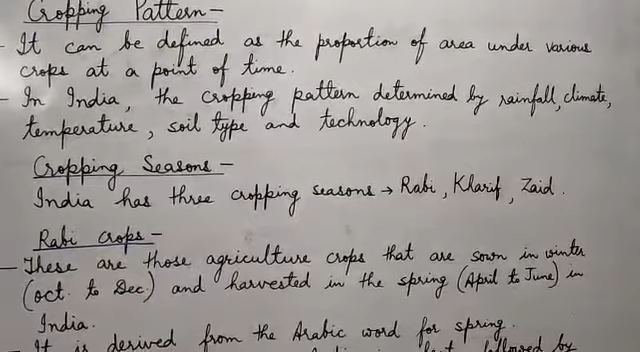 Cropping Pattern -
- It can be defined as the proportion of area under various
crops at a point of time.
- In India, the cropping pattern determined by rainfall, climate,
temperature, soil type and technology.
Cropping Seasons -
India has three cropping seasons → Rabi, Kharif, Zaid.
Rabi crops -
- These are those agriculture crops that are sown in winter
(oct. to Dec.) and harvested in the spring (April to June) in
India.
- It is derived from the Arabic word for spring.
followed by